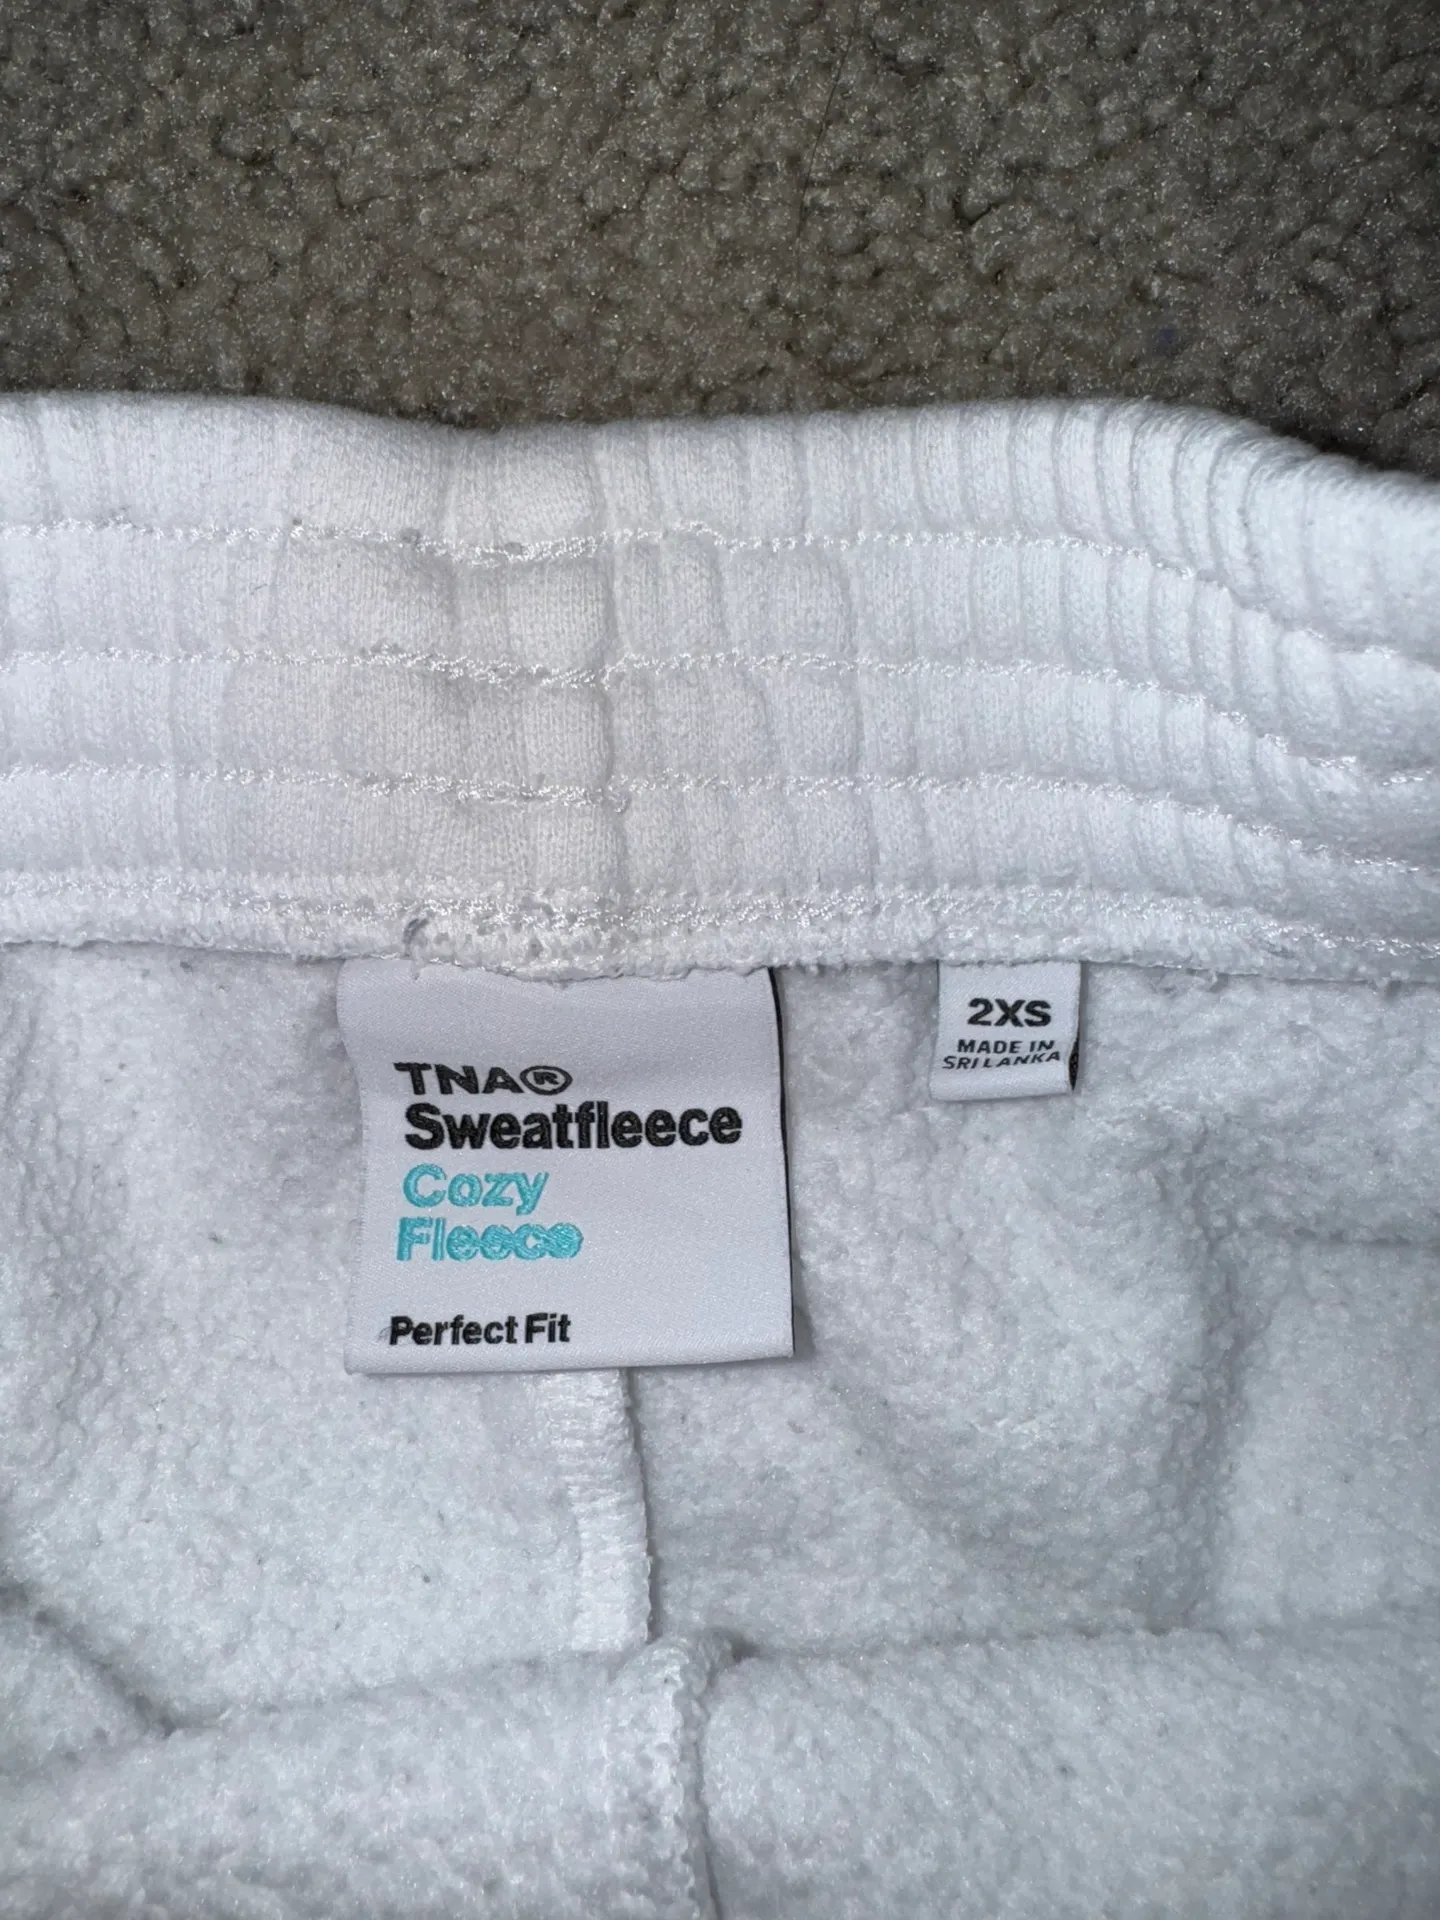 TNA®
Sweatfleece
Cozy
Fleece
Perfect Fit
2XS
MADE IN
SRI LANKA